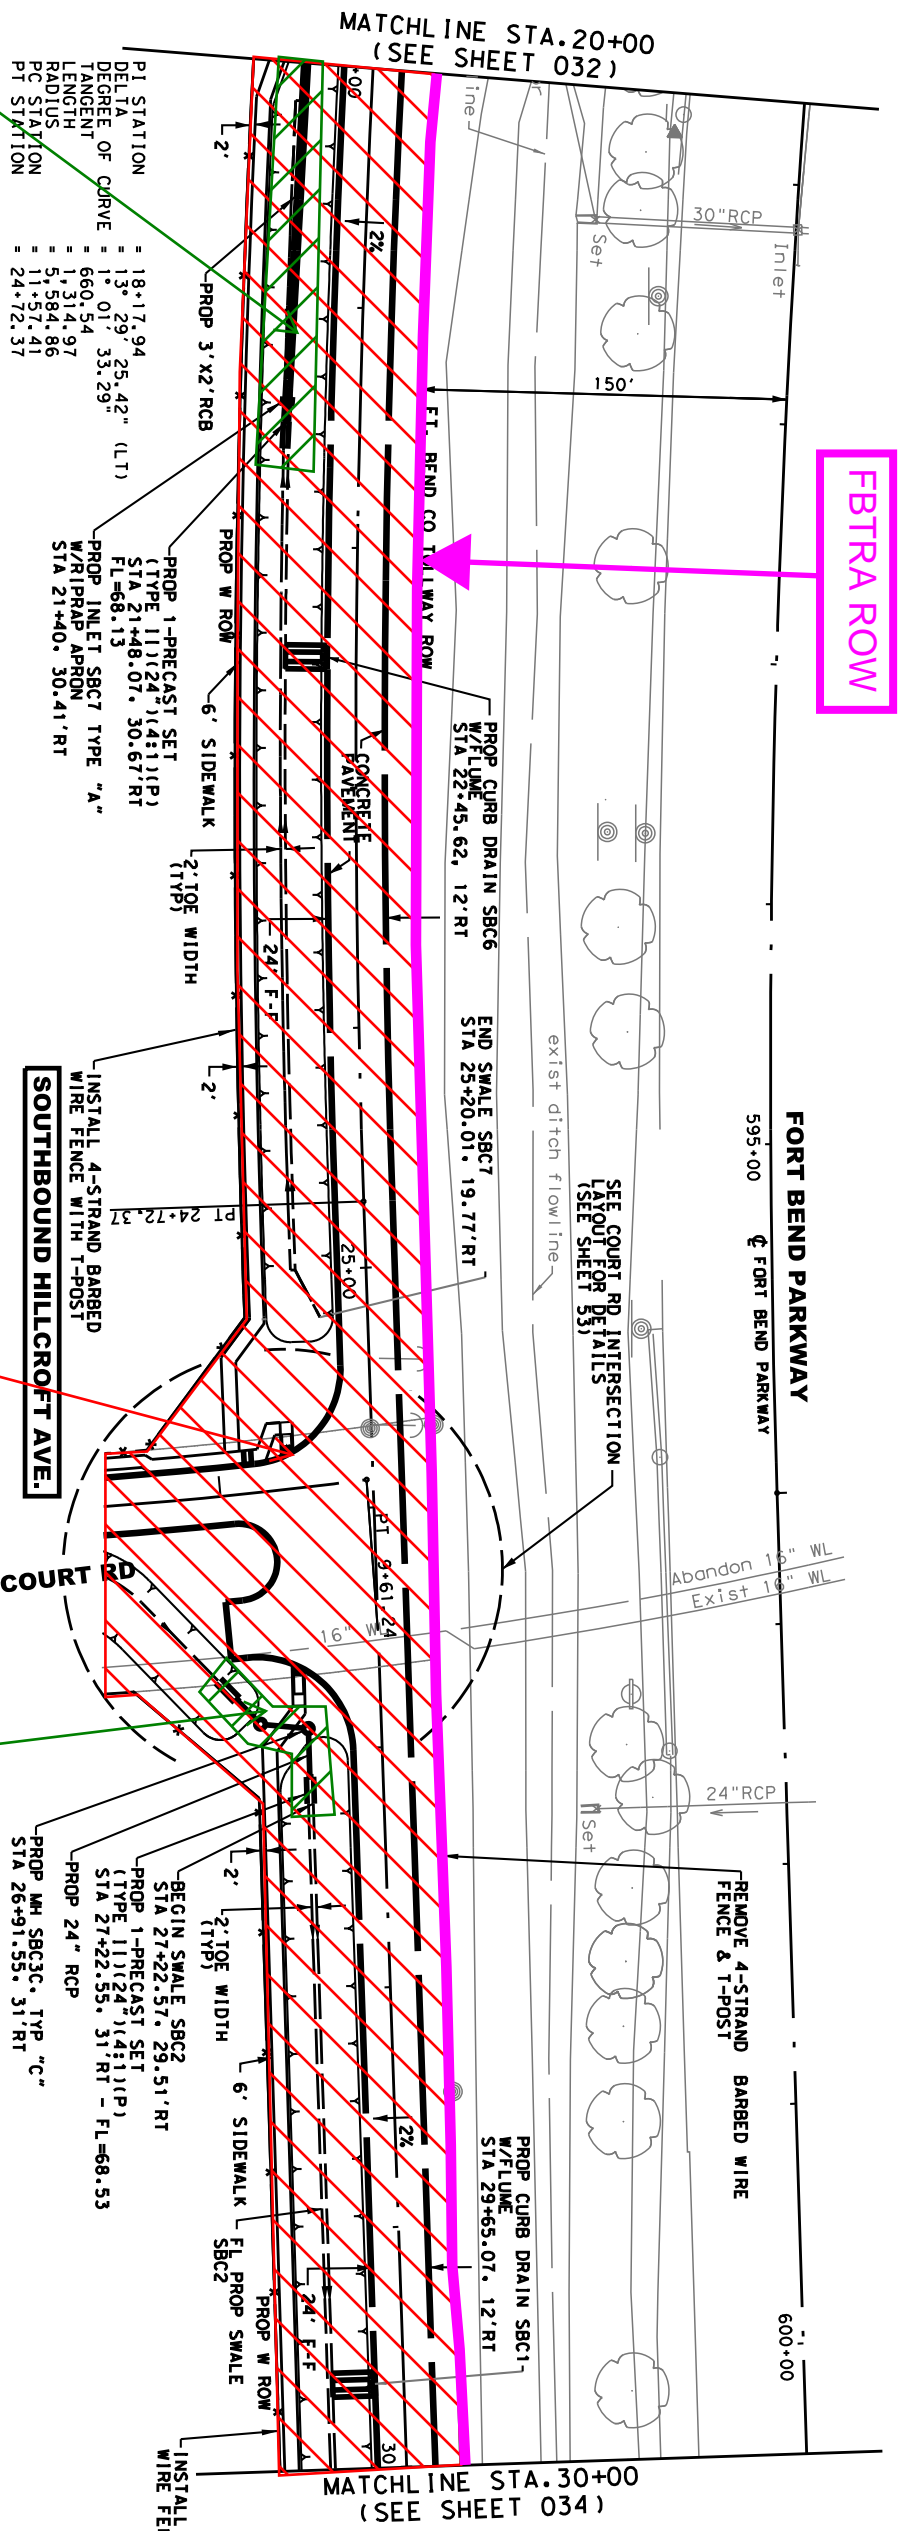 MATCHLINE STA.20+00
(SEE SHEET 032)
PI STATION = 18+17.94
DELTA = 13° 29' 25.42" (LT)
DEGREE OF CURVE = 1° 01' 33.29"
TANGENT = 660.54
LENGTH = 1,314.97
RADIUS = 5,584.86
PC STATION = 11+57.41
PT STATION = 24+72.37
2'
+00
2%
ine
30"RCP
Set
Inlet
150'
FBTRA ROW
FT. BEND CO TOLLWAY ROW
PROP 3'X2'RCB
PROP W ROW
PROP 1-PRECAST SET
(TYPE II)(24")(4:1)(P)
STA 21+48.07, 30.67'RT
FL=68.13
PROP INLET SBC7 TYPE "A"
W/RIPRAP APRON
STA 21+40, 30.41'RT
6' SIDEWALK
PROP CURB DRAIN SBC6
W/FLUME
STA 22+45.62, 12'RT
CONCRETE
PAVEMENT
2'TOE WIDTH
(TYP)
24' F-F
2'
END SWALE SBC7
STA 25+20.01, 19.77'RT
exist ditch flowline
FORT BEND PARKWAY
595+00
℄ FORT BEND PARKWAY
INSTALL 4-STRAND BARBED
WIRE FENCE WITH T-POST
SOUTHBOUND HILLCROFT AVE.
PT 24+72.37
25+00
SEE COURT RD INTERSECTION
LAYOUT FOR DETAILS
(SEE SHEET 53)
COURT RD
PT 9+61.24
16" WL
Abandon 16" WL
Exist 16" WL
24"RCP
Set
REMOVE 4-STRAND BARBED WIRE
FENCE & T-POST
2'
2'TOE WIDTH
(TYP)
BEGIN SWALE SBC2
STA 27+22.57, 29.51'RT
PROP 1-PRECAST SET
(TYPE II)(24")(4:1)(P)
STA 27+22.55, 31'RT - FL=68.53
PROP 24" RCP
PROP MH SBC3C, TYP "C"
STA 26+91.55, 31'RT
6' SIDEWALK
2%
PROP CURB DRAIN SBC1
W/FLUME
STA 29+65.07, 12'RT
FL PROP SWALE
SBC2
24' F-F
PROP W ROW
600+00
30
INSTALL
WIRE FE
MATCHLINE STA.30+00
(SEE SHEET 034)